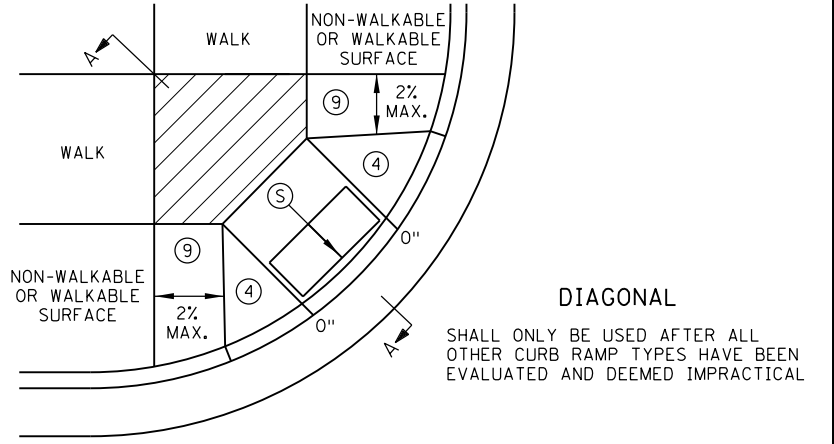 NON-WALKABLE
OR WALKABLE
SURFACE
WALK
A
9
2%
MAX.
WALK
4
S
0"
9
4
NON-WALKABLE
OR WALKABLE
SURFACE
2%
MAX.
0"
A
DIAGONAL
SHALL ONLY BE USED AFTER ALL
OTHER CURB RAMP TYPES HAVE BEEN
EVALUATED AND DEEMED IMPRACTICAL